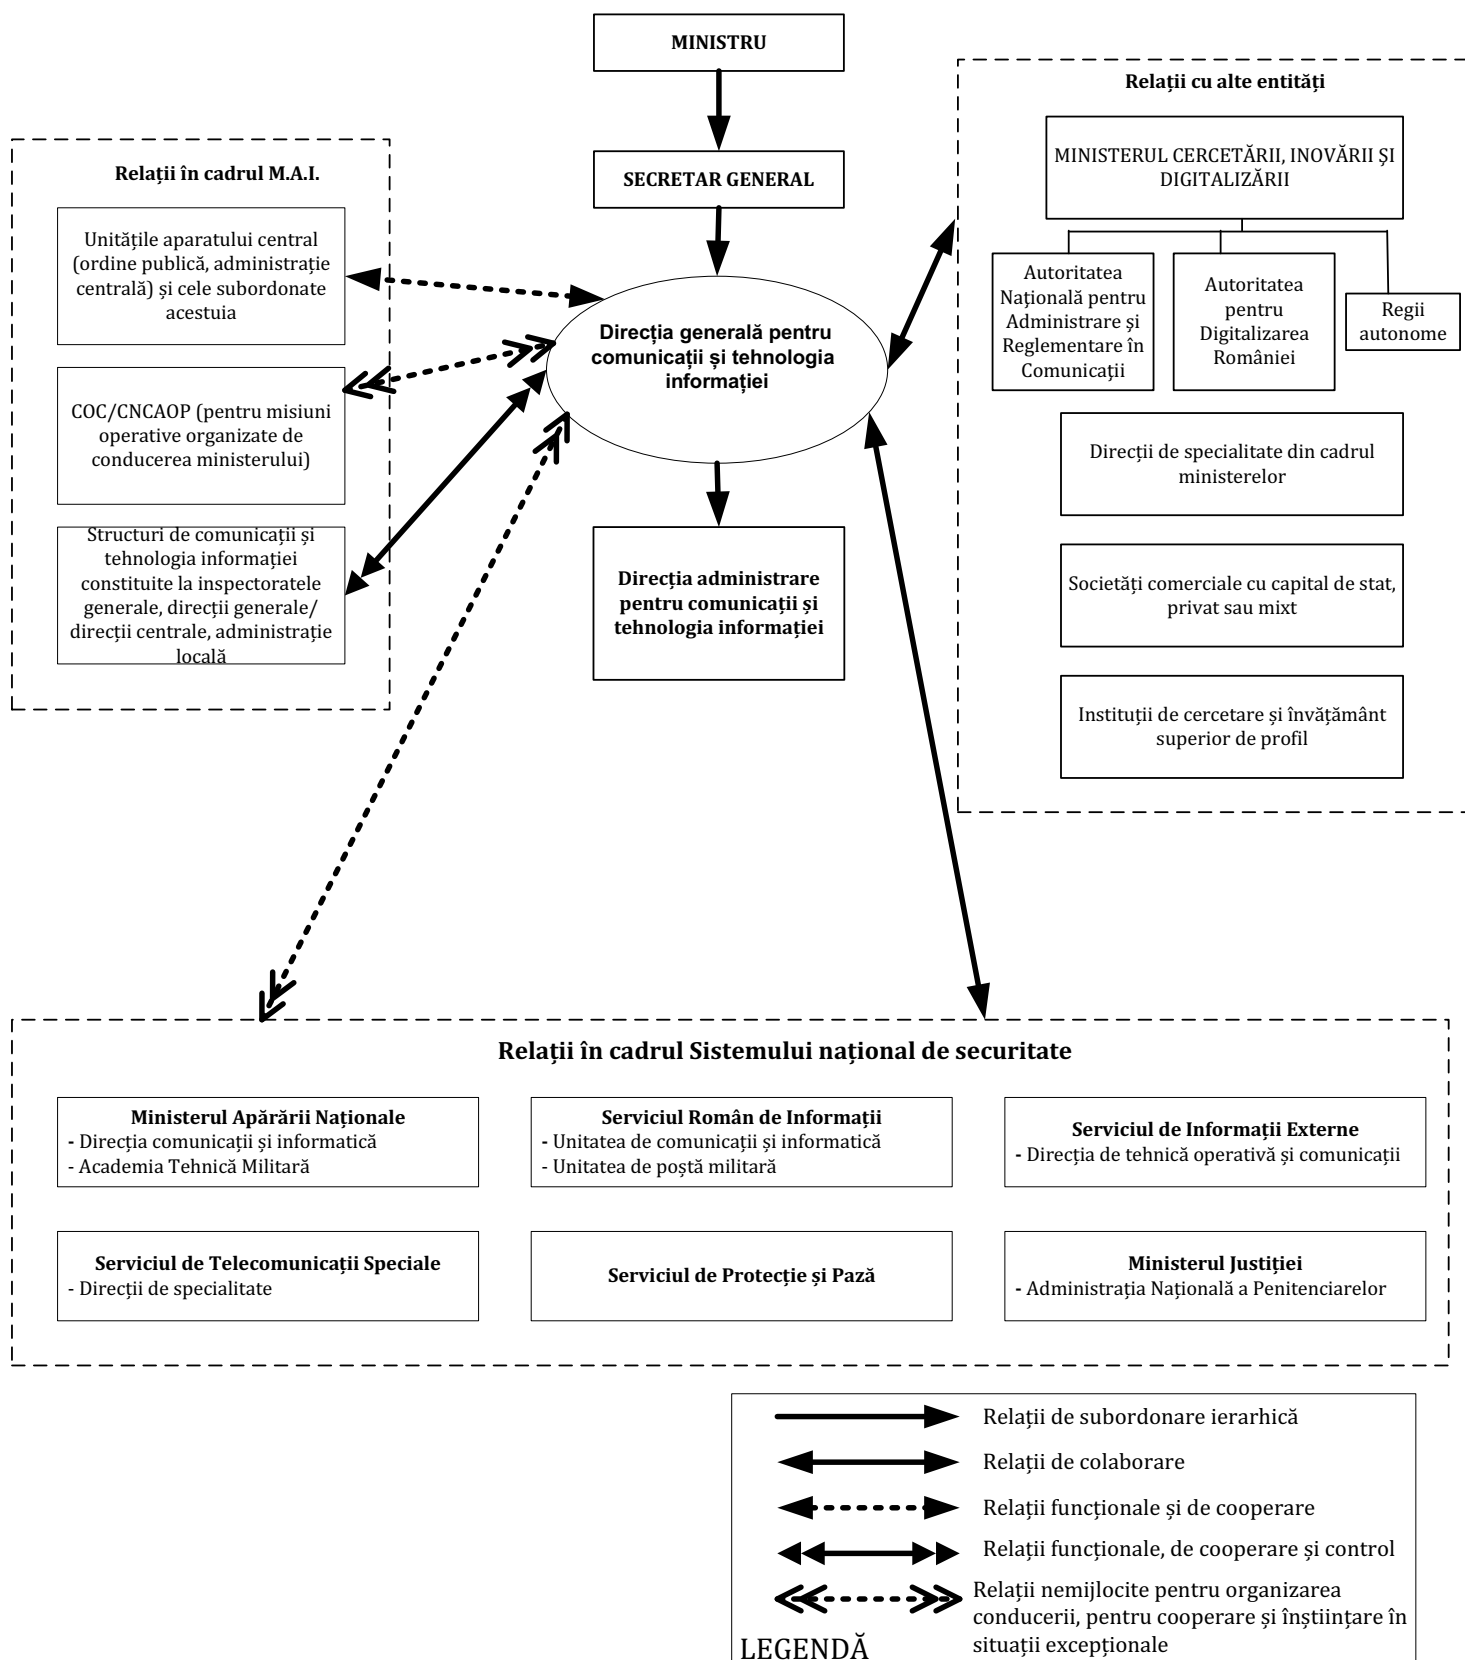 MINISTRU
SECRETAR GENERAL
Direcția generală pentru
comunicații și tehnologia
informației
Direcția administrare
pentru comunicații și
tehnologia informației
Relații în cadrul M.A.I.
Unitățile aparatului central
(ordine publică, administrație
centrală) și cele subordonate
acestuia
COC/CNCAOP (pentru misiuni
operative organizate de
conducerea ministerului)
Structuri de comunicații și
tehnologia informației
constituite la inspectoratele
generale, direcții generale/
direcții centrale, administrație
locală
Relații cu alte entități
MINISTERUL CERCETĂRII, INOVĂRII ȘI
DIGITALIZĂRII
Autoritatea
Națională pentru
Administrare și
Reglementare în
Comunicații
Autoritatea
pentru
Digitalizarea
României
Regii
autonome
Direcții de specialitate din cadrul
ministerelor
Societăți comerciale cu capital de stat,
privat sau mixt
Instituții de cercetare și învățământ
superior de profil
Relații în cadrul Sistemului național de securitate
Ministerul Apărării Naționale
- Direcția comunicații și informatică
- Academia Tehnică Militară
Serviciul Român de Informații
- Unitatea de comunicații și informatică
- Unitatea de poștă militară
Serviciul de Informații Externe
- Direcția de tehnică operativă și comunicații
Serviciul de Telecomunicații Speciale
- Direcții de specialitate
Serviciul de Protecție și Pază
Ministerul Justiției
- Administrația Națională a Penitenciarelor
Relații de subordonare ierarhică
Relații de colaborare
Relații funcționale și de cooperare
Relații funcționale, de cooperare și control
Relații nemijlocite pentru organizarea
conducerii, pentru cooperare și înștiințare în
situații excepționale
LEGENDĂ